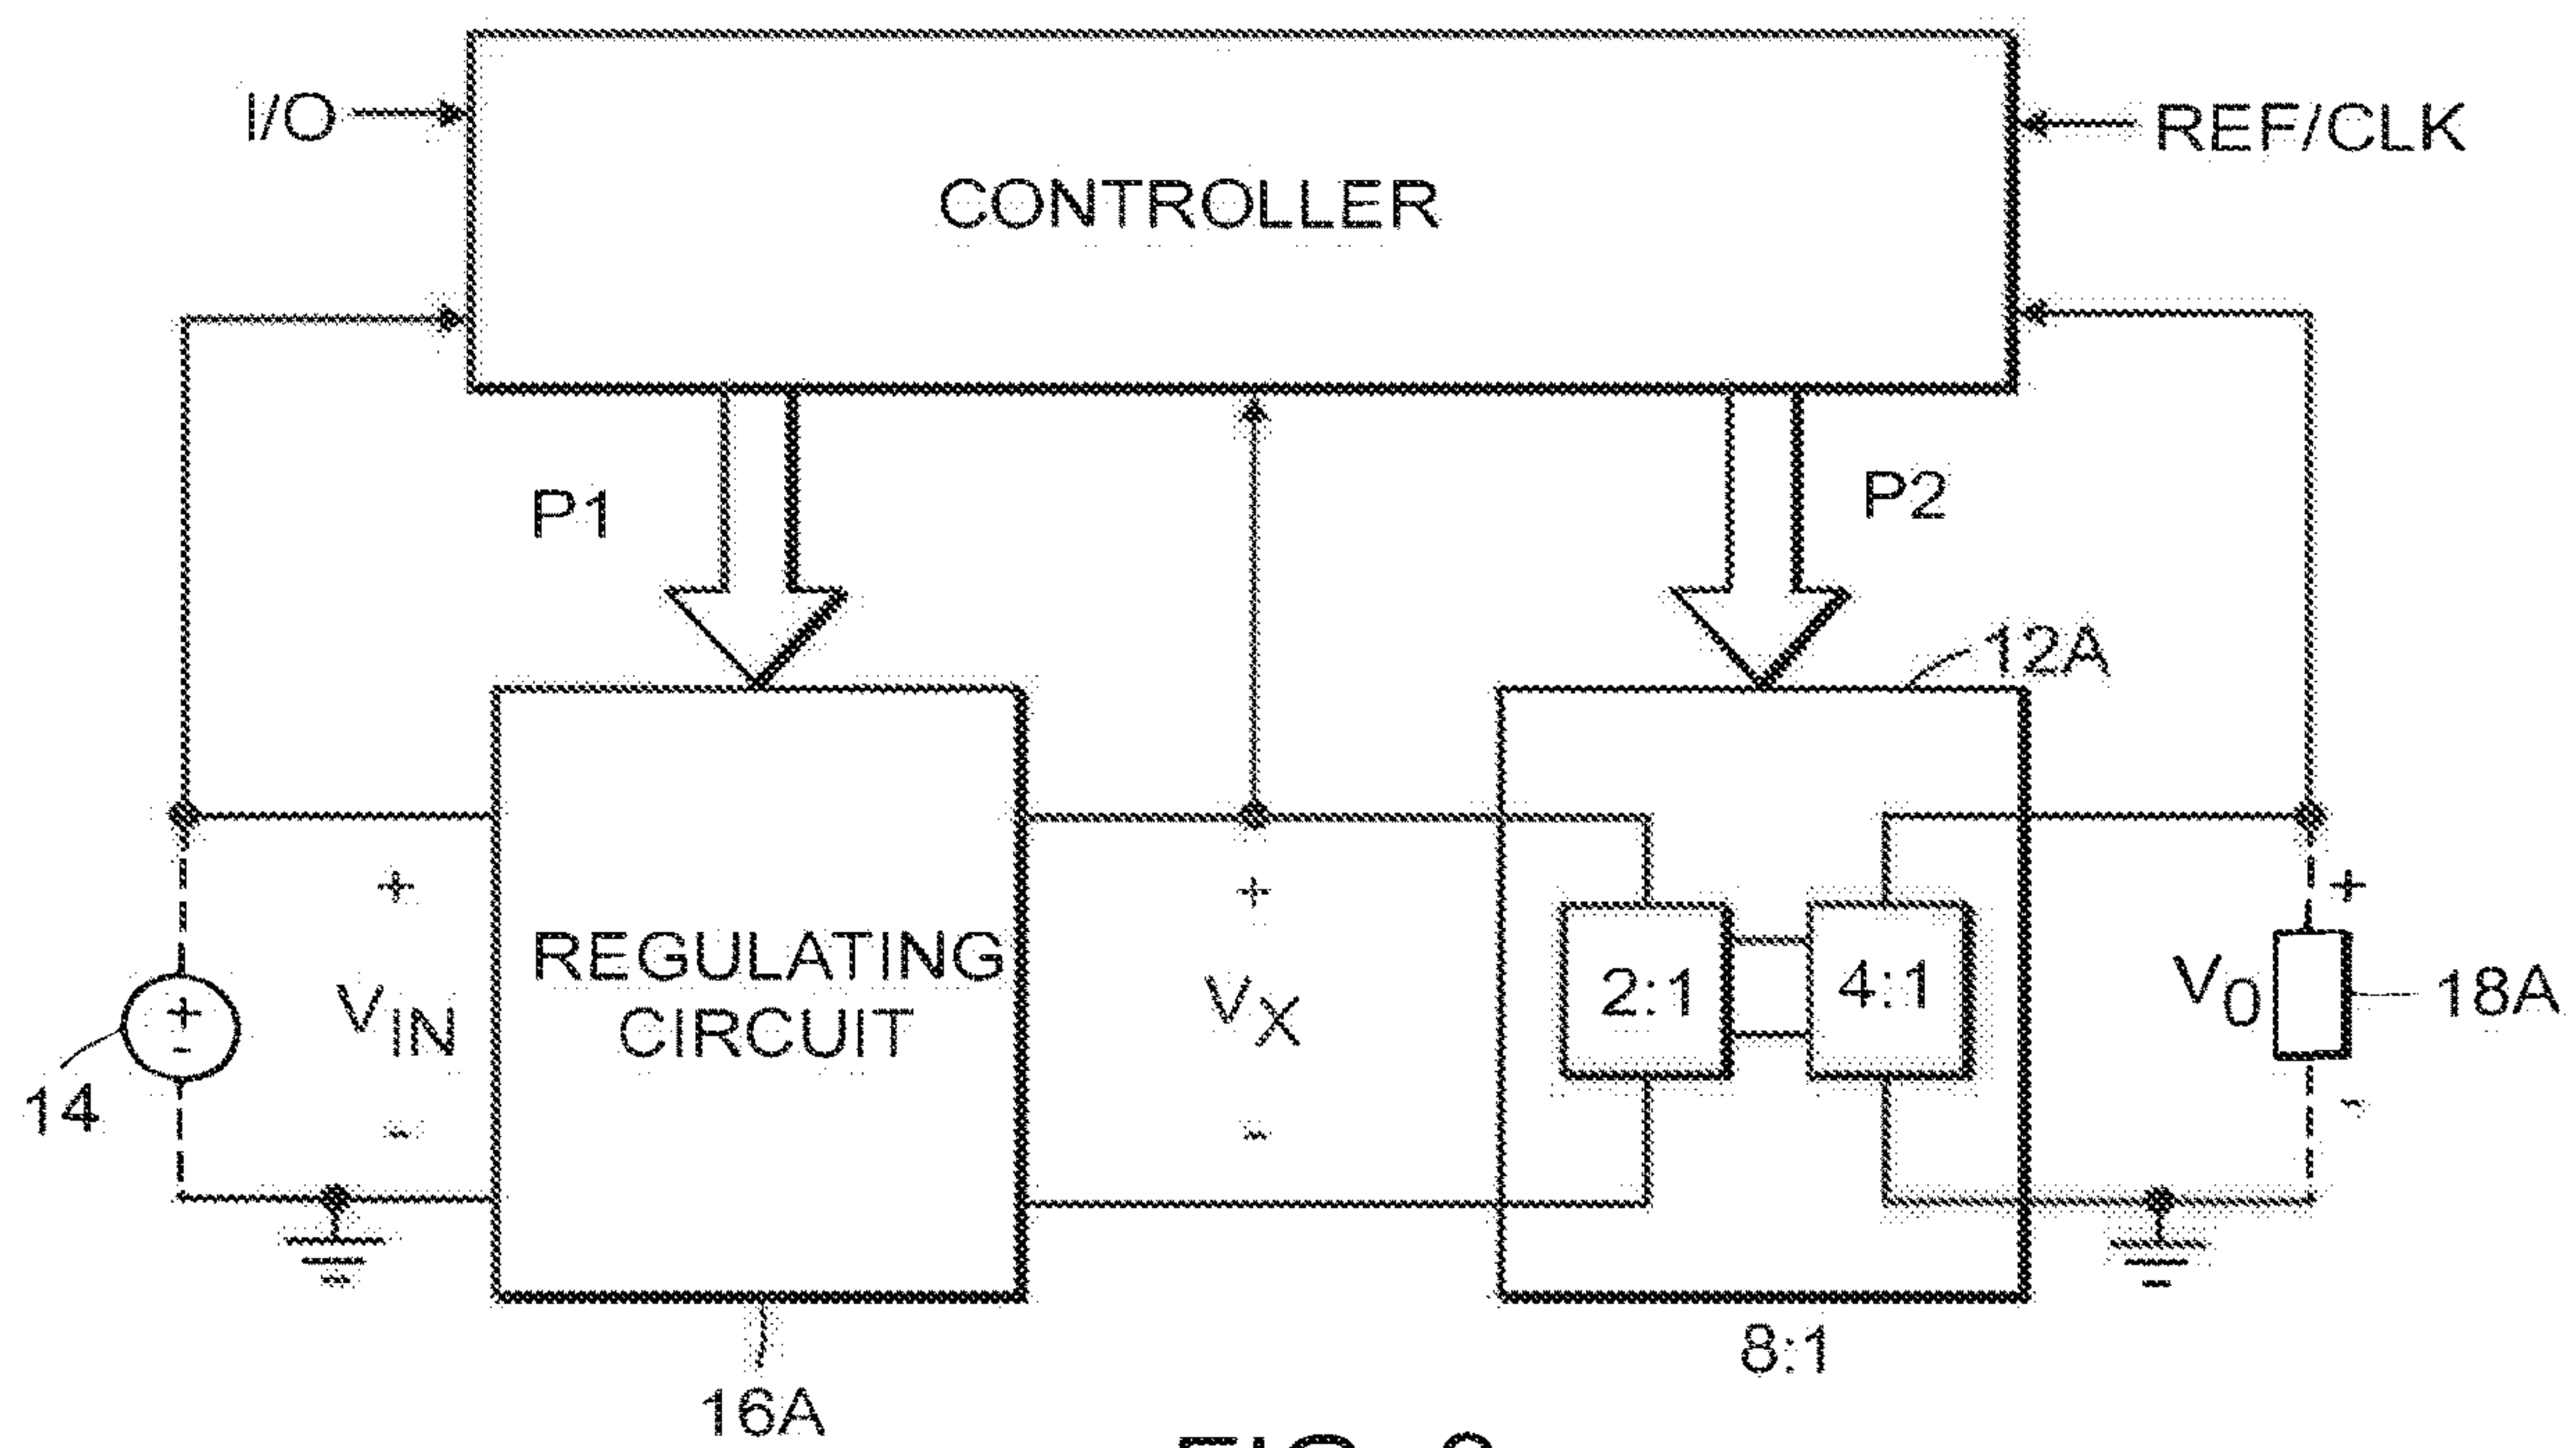 I/O
REF/CLK
CONTROLLER
P1
P2
12A
REGULATING
CIRCUIT
+
VIN
-
+
-
14
+
VX
-
2:1
4:1
+
VO
-
18A
8:1
16A